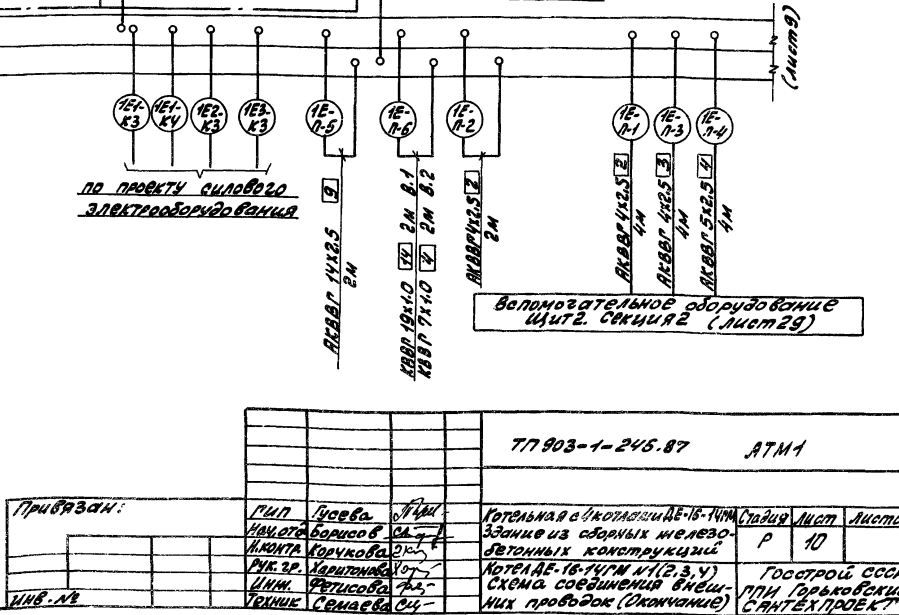 (лист 9)
1Е1-К3
1Е1-К4
1Е2-К3
1Е3-К3
1Е-П-5
1Е-П-6
1Е-П-2
1Е-П-1
1Е-П-3
1Е-П-4
по проекту силового
электрооборудования
АКВВГ 14х2.5 9
2м
КВВГ 19х1.0 14 2м В.1
КВВГ 7х1.0 4 2м В.2
АКВВГ 4х2.5 2
2м
АКВВГ 4х2.5 2
4м
АКВВГ 4х2.5 3
4м
АКВВГ 5х2.5 4
4м
Вспомогательное оборудование
Щит 2. Секция 2 (лист 29)
ТП 903-1-246.87 АТМ1
Привязан:
Инв. №
ГИП Гусева
Нач. отд Борисов
Н.контр Корчкова
Рук. гр. Харитонова
Инж. Фетисова
Техник Семаева
Котельная с 4 котлами ДЕ-16-14ГМ
Здание из сборных железо-
бетонных конструкций
Котел ДЕ-16-14ГМ №1(2,3,4)
Схема соединения внеш-
них проводок (Окончание)
Стадия Лист Листо
Р 10
Госстрой ССС
ГПИ Горьковский
САНТЕХПРОЕКТ